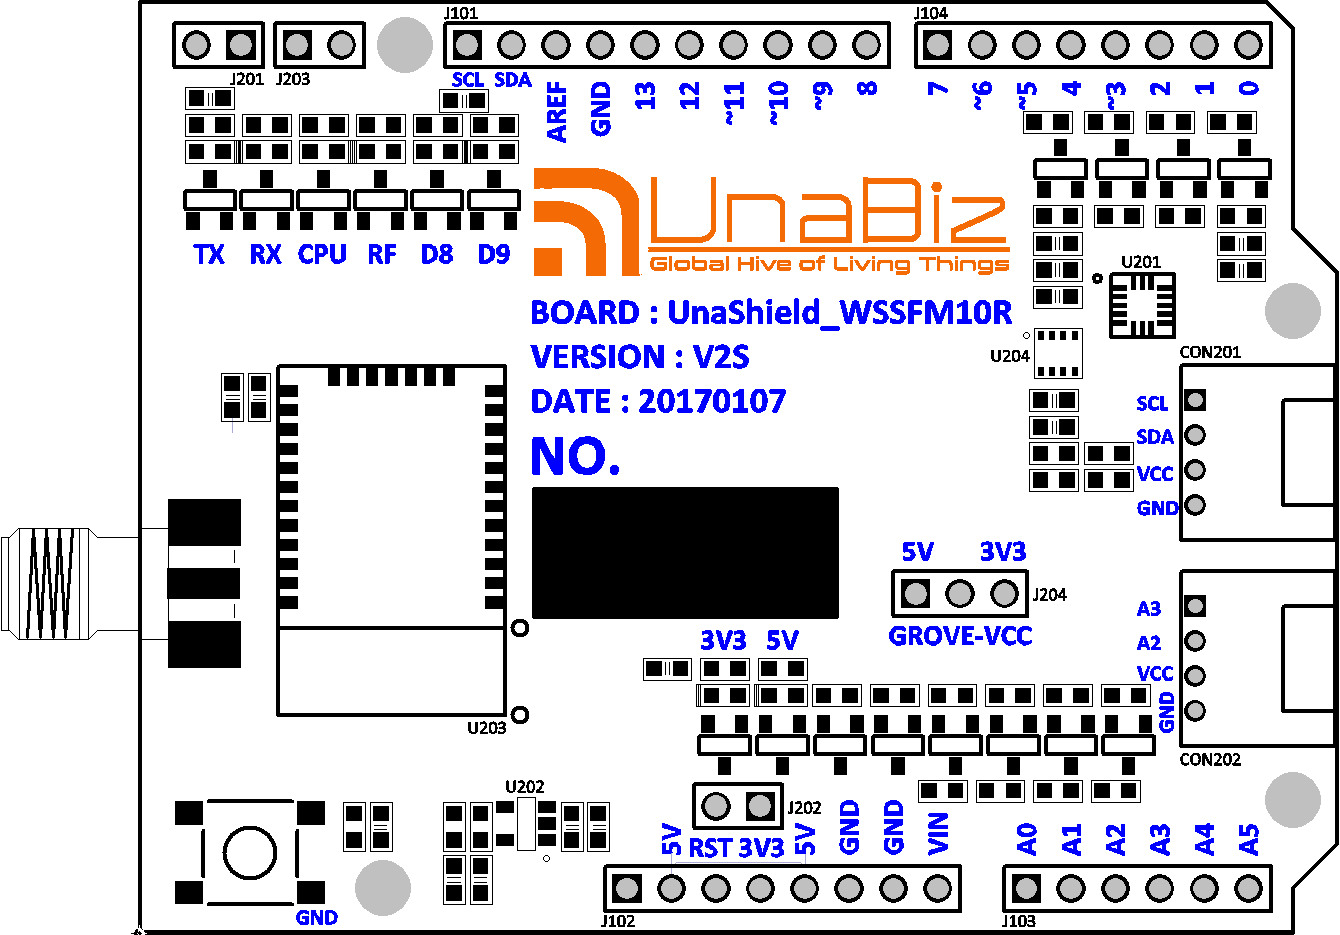 J101
J104
J201 J203
SCL SDA AREF GND 13 12 ~11 ~10 ~9 8
7 ~6 ~5 4 ~3 2 1 0
TX RX CPU RF D8 D9
UnaBiz
Global Hive of Living Things
U201
BOARD : UnaShield_WSSFM10R
VERSION : V2S
DATE : 20170107
NO.
U204
CON201
SCL
SDA
VCC
GND
5V 3V3
J204
GROVE-VCC
A3
A2
VCC
GND
CON202
3V3 5V
U203
U202
J202
5V RST 3V3 5V GND GND VIN
A0 A1 A2 A3 A4 A5
GND
J102
J103